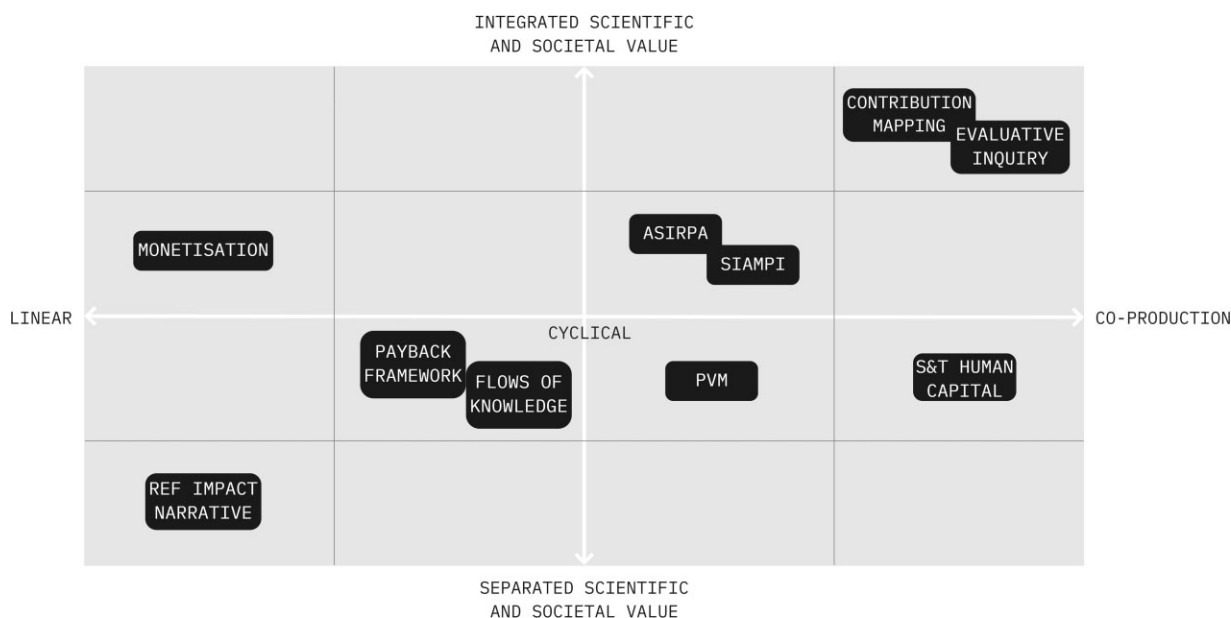 INTEGRATED SCIENTIFIC
AND SOCIETAL VALUE
CONTRIBUTION
MAPPING
EVALUATIVE
INQUIRY
MONETISATION
ASIRPA
SIAMPI
LINEAR
CYCLICAL
CO-PRODUCTION
PAYBACK
FRAMEWORK
FLOWS OF
KNOWLEDGE
PVM
S&T HUMAN
CAPITAL
REF IMPACT
NARRATIVE
SEPARATED SCIENTIFIC
AND SOCIETAL VALUE